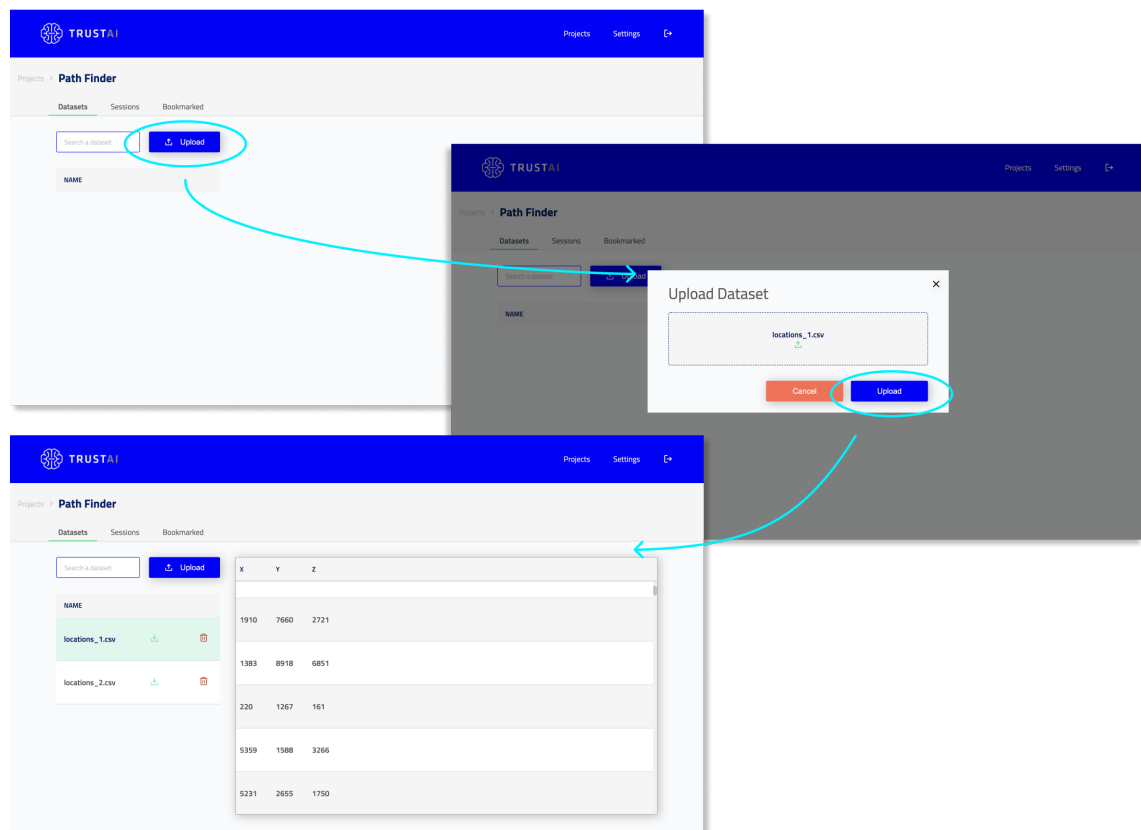 TRUSTAI
Projects Settings
Projects > Path Finder
Datasets Sessions Bookmarked
Search a dataset Upload
NAME
TRUSTAI
Projects Settings
Projects > Path Finder
Datasets Sessions Bookmarked
Search a dataset Upload
NAME
Upload Dataset
locations_1.csv
Cancel Upload
TRUSTAI
Projects Settings
Projects > Path Finder
Datasets Sessions Bookmarked
Search a dataset Upload
NAME
locations_1.csv
locations_2.csv
X Y Z
1910 7660 2721
1383 8918 6851
220 1267 161
5359 1588 3266
5231 2655 1750